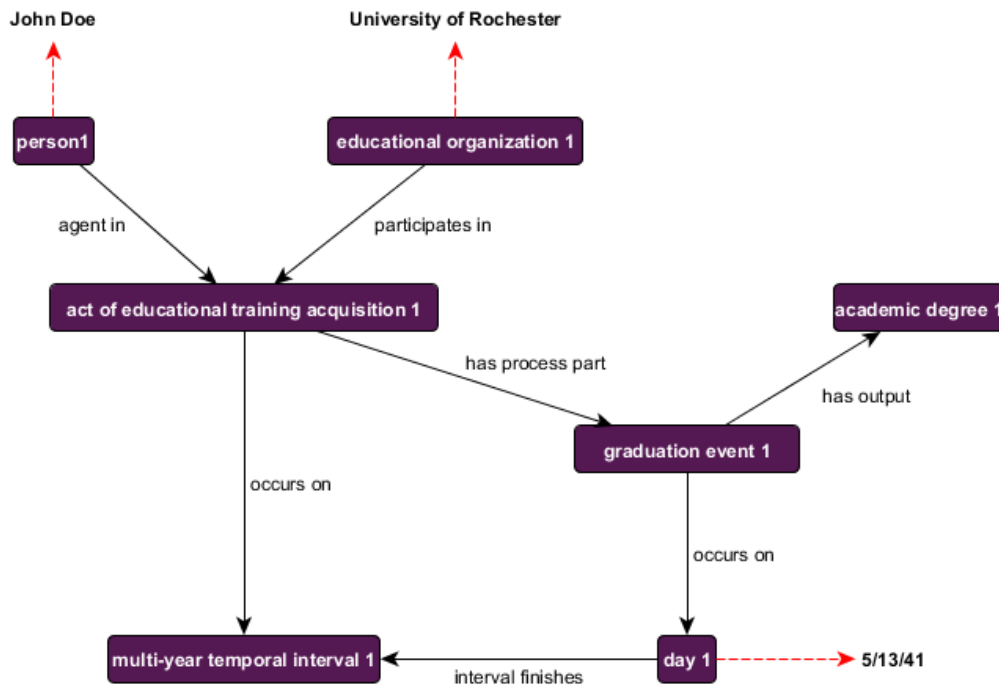 John Doe
University of Rochester
person1
educational organization 1
agent in
participates in
act of educational training acquisition 1
academic degree 1
has process part
has output
graduation event 1
occurs on
occurs on
multi-year temporal interval 1
day 1
5/13/41
interval finishes